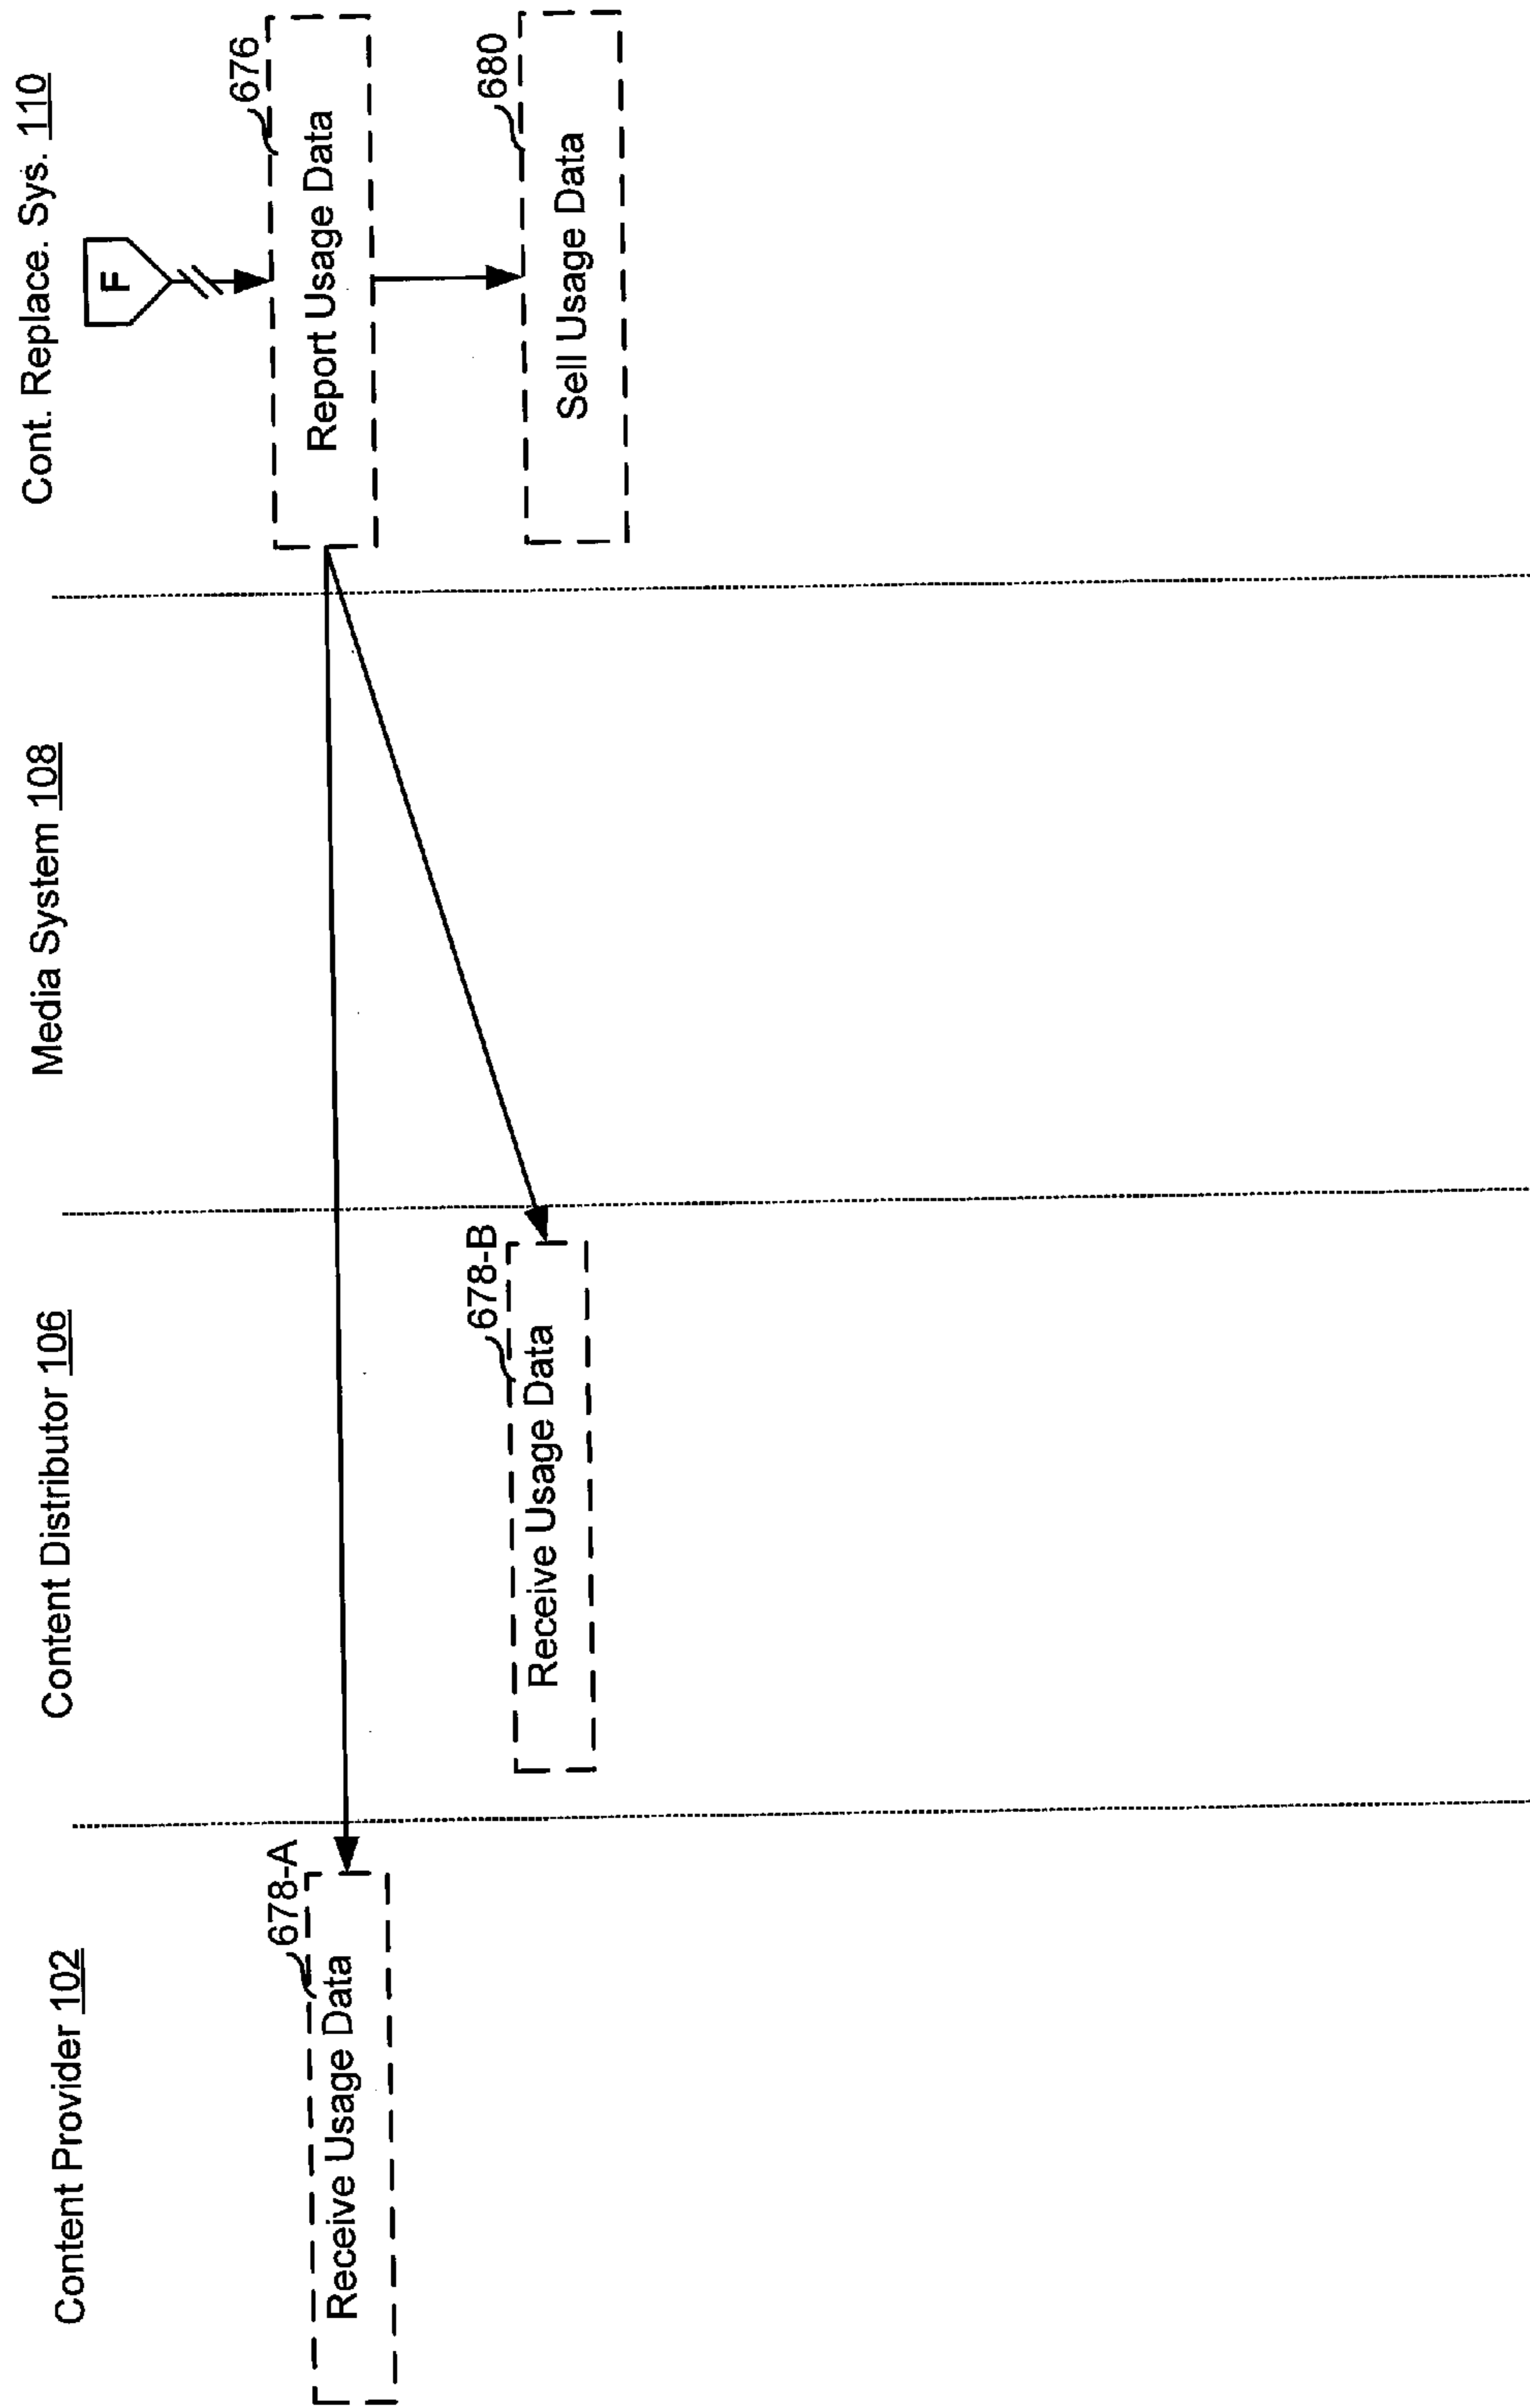 Content Provider 102
Content Distributor 106
Media System 108
Cont. Replace. Sys. 110
F
676
Report Usage Data
678-A
Receive Usage Data
678-B
Receive Usage Data
680
Sell Usage Data